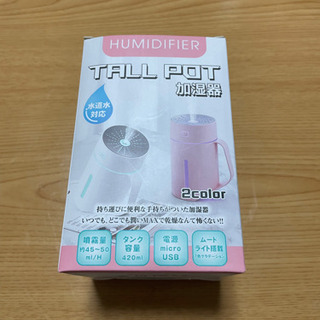 HUMIDIFIER
TALL POT
加湿器
水道水
対応
2color
持ち運びに便利な手持ちがついた加湿器
いつでも、どこでも潤いMAXで乾燥なんて怖くない!!
噴霧量
約45~50
ml/H
タンク
容量
420ml
電源
micro
USB
ムード
ライト搭載